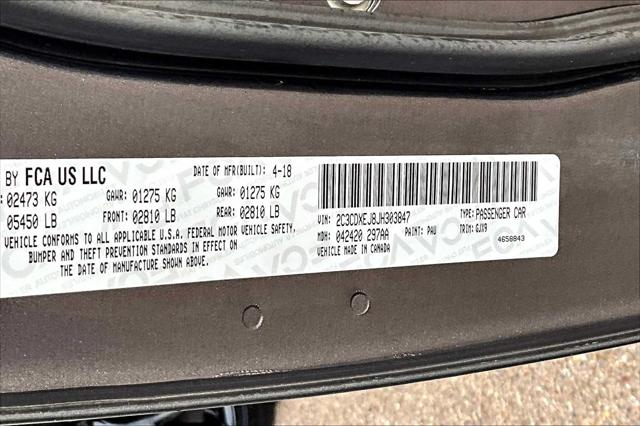 BY FCA US LLC DATE OF MFR(BUILT): 4-18
: 02473 KG GAWR: 01275 KG GAWR: 01275 KG
05450 LB FRONT: 02810 LB REAR: 02810 LB
VEHICLE CONFORMS TO ALL APPLICABLE U.S.A. FEDERAL MOTOR VEHICLE SAFETY,
BUMPER AND THEFT PREVENTION STANDARDS IN EFFECT ON
THE DATE OF MANUFACTURE SHOWN ABOVE.
VIN: 2C3CDXEJ8JH303847 TYPE: PASSENGER CAR
MDH: 042420 297AA PAINT: PAU TRIM: GJX9
VEHICLE MADE IN CANADA 4658843